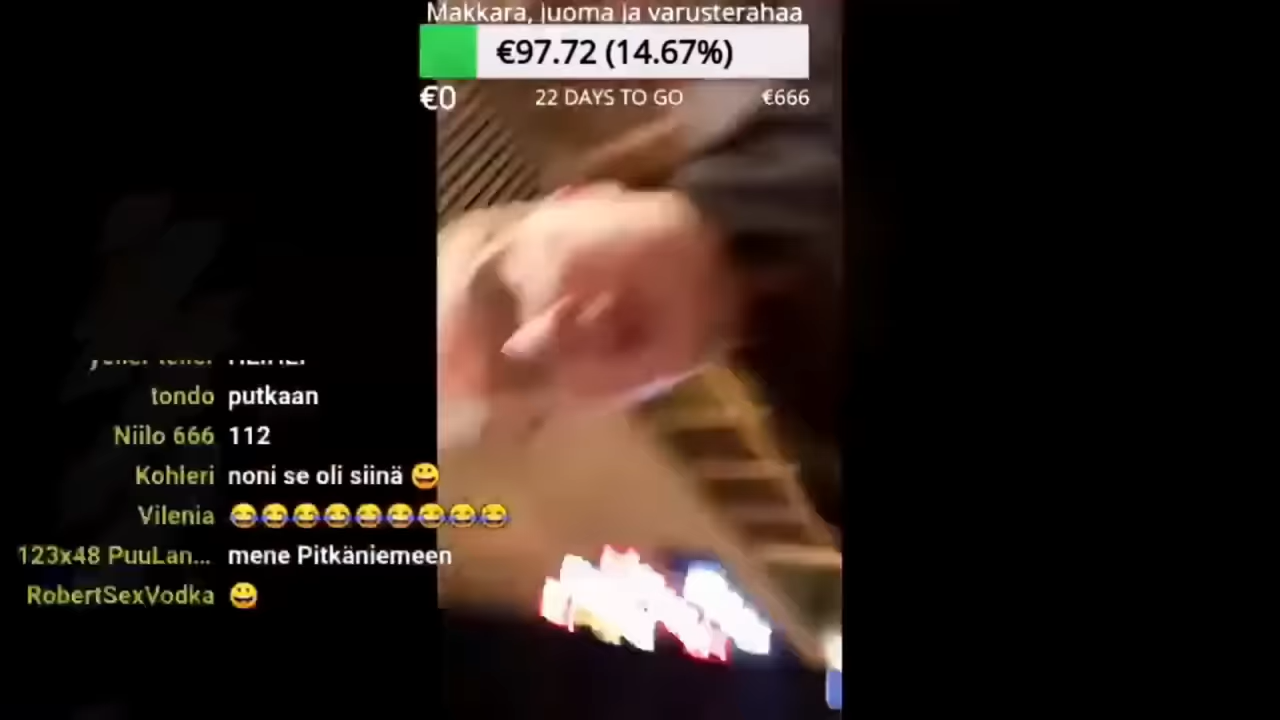 Makkara, juoma ja varusterahaa
€97.72 (14.67%)
€0 22 DAYS TO GO €666
tondo putkaan
Niilo 666 112
Kohleri noni se oli siinä 😀
Vilenia 😂😂😂😂😂😂😂😂😂
123x48 PuuLan... mene Pitkäniemeen
RobertSexVodka 😀